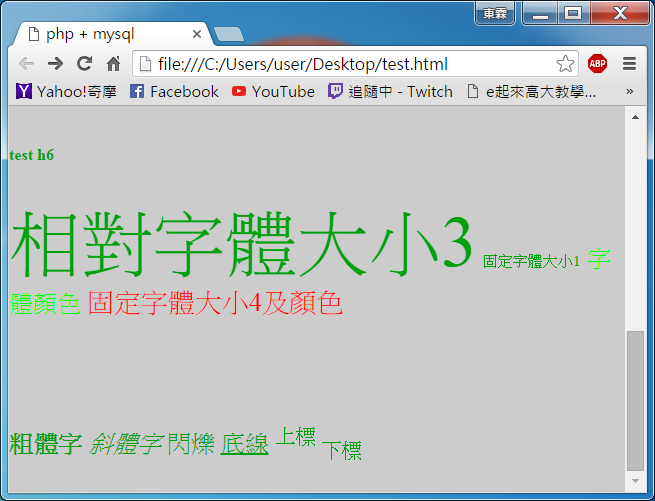 東霖
php + mysql
file:///C:/Users/user/Desktop/test.html
ABP
Yahoo!奇摩 Facebook YouTube 追隨中 - Twitch e起來高大教學... »
test h6
相對字體大小3 固定字體大小1 字
體顏色 固定字體大小4及顏色
粗體字 斜體字 閃爍 底線 上標 下標